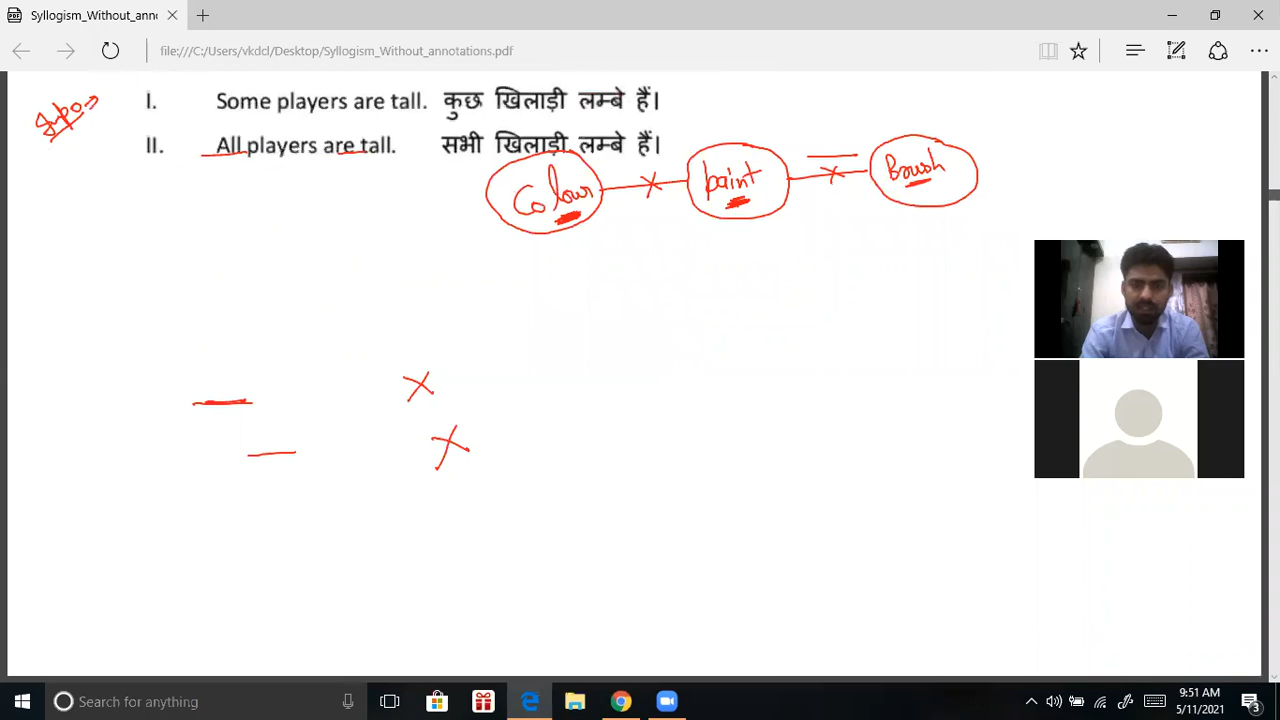 Syllogism_Without_anno
file:///C:/Users/vkdcl/Desktop/Syllogism_Without_annotations.pdf
I. Some players are tall. कुछ खिलाड़ी लम्बे हैं।
II. All players are tall. सभी खिलाड़ी लम्बे हैं।
Colour paint Brush
Search for anything
9:51 AM
5/11/2021
3